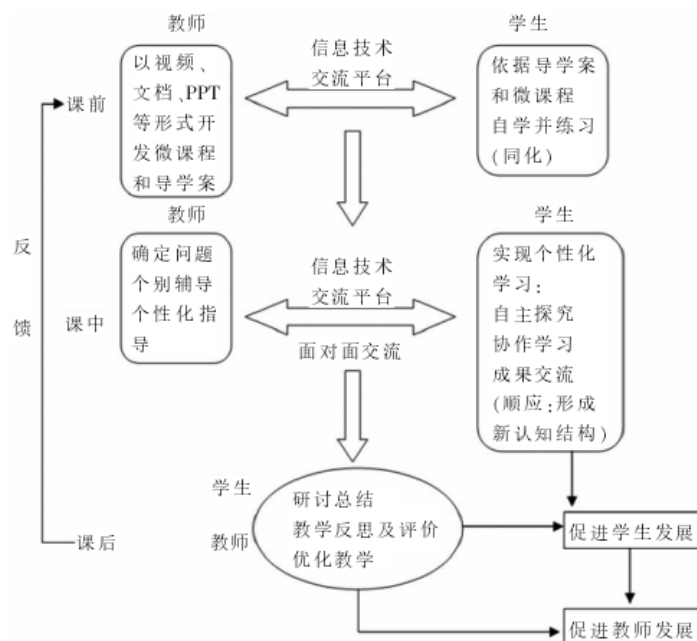 教师
学生
信息技术
交流平台
以视频、
文档、PPT
等形式开
发微课程
和导学案
依据导学案
和微课程
自学并练习
(同化)
课前
教师
学生
反
馈
课中
确定问题
个别辅导
个性化指
导
信息技术
交流平台
面对面交流
实现个性化
学习;
自主探究
协作学习
成果交流
(顺应;形成
新认知结构)
学生
教师
研讨总结
教学反思及评价
优化教学
课后
促进学生发展
促进教师发展